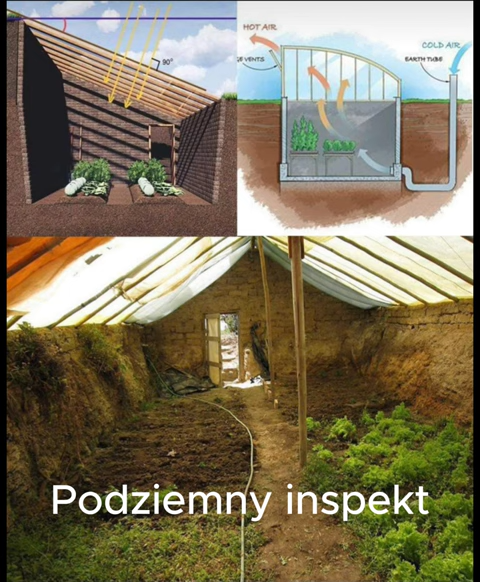 90°
HOT AIR
COLD AIR
VENTS
EARTH TUBE
Podziemny inspekt